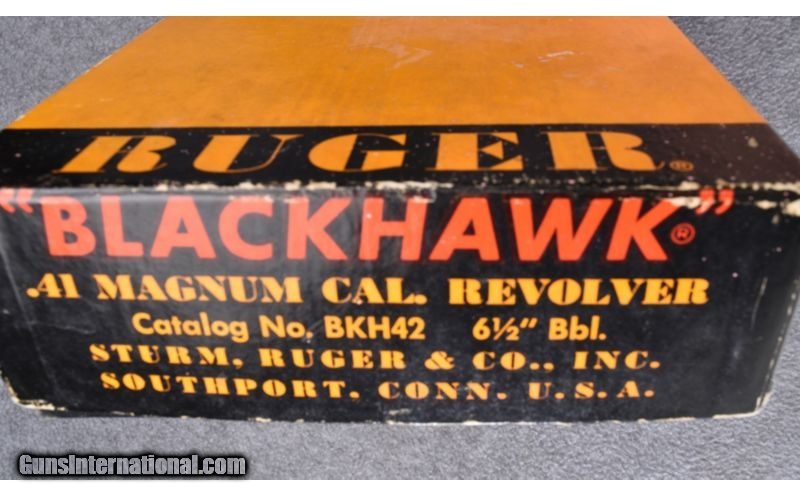 RUGER®
"BLACKHAWK"®
.41 MAGNUM CAL. REVOLVER
Catalog No. BKH42 6½" Bbl.
STURM, RUGER & CO., INC.
SOUTHPORT, CONN. U.S.A.
GunsInternational.com